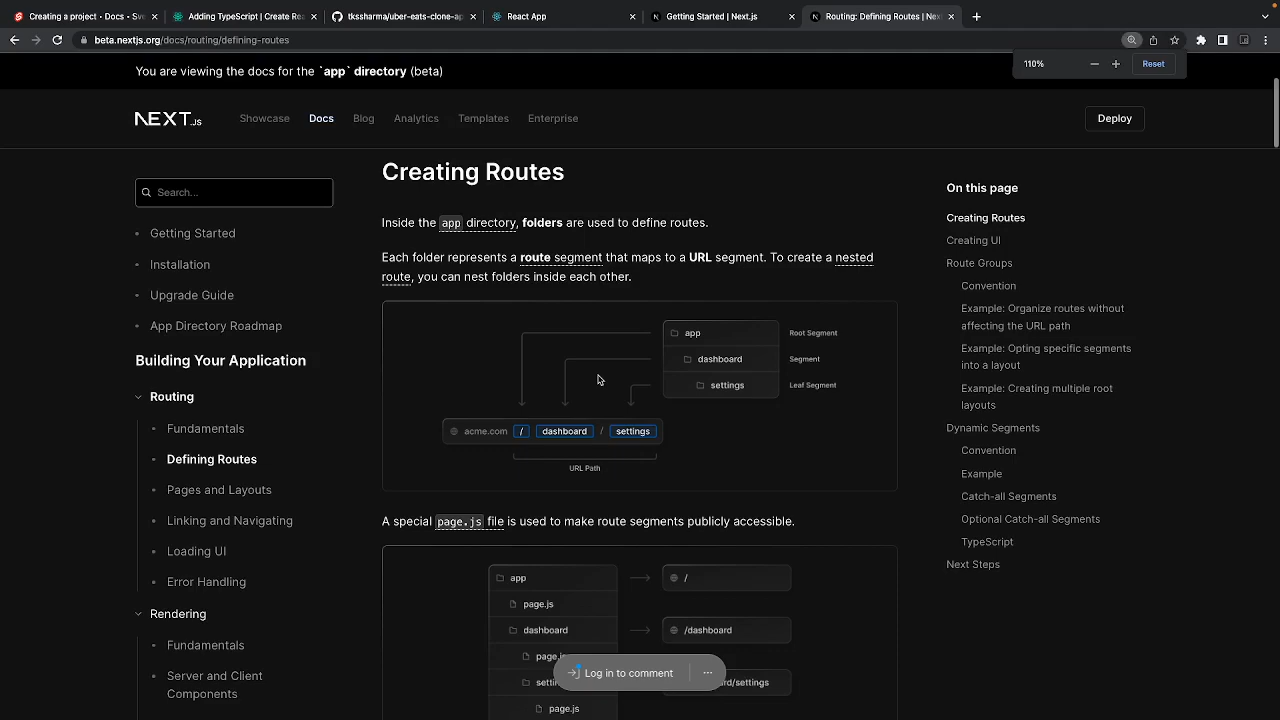 Creating a project • Docs • Sve
Adding TypeScript | Create Rea
tkssharma/uber-eats-clone-ap
React App
Getting Started | Next.js
Routing: Defining Routes | Nex
beta.nextjs.org/docs/routing/defining-routes
110%
Reset
You are viewing the docs for the `app` directory (beta)
NEXT.JS
Showcase
Docs
Blog
Analytics
Templates
Enterprise
Deploy
Search...
Getting Started
Installation
Upgrade Guide
App Directory Roadmap
Building Your Application
Routing
Fundamentals
Defining Routes
Pages and Layouts
Linking and Navigating
Loading UI
Error Handling
Rendering
Fundamentals
Server and Client
Components
Creating Routes
Inside the app directory, folders are used to define routes.
Each folder represents a route segment that maps to a URL segment. To create a nested
route, you can nest folders inside each other.
app
Root Segment
dashboard
Segment
settings
Leaf Segment
acme.com / dashboard / settings
URL Path
A special page.js file is used to make route segments publicly accessible.
app
/
page.js
dashboard
/dashboard
page.js
page.js
Log in to comment
On this page
Creating Routes
Creating UI
Route Groups
Convention
Example: Organize routes without
affecting the URL path
Example: Opting specific segments
into a layout
Example: Creating multiple root
layouts
Dynamic Segments
Convention
Example
Catch-all Segments
Optional Catch-all Segments
TypeScript
Next Steps